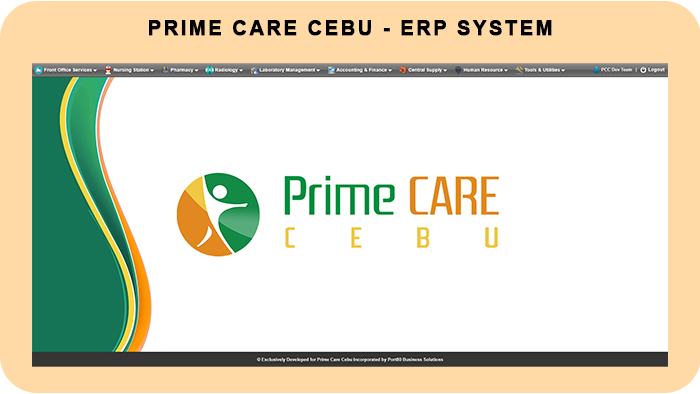 PRIME CARE CEBU - ERP SYSTEM
Front Office Services Nursing Station Pharmacy Radiology Laboratory Management Accounting & Finance Central Supply Human Resource Tools & Utilities PCC Dev Team | Logout
Prime CARE
CEBU
© Exclusively Developed for Prime Care Cebu Incorporated by Port80 Business Solutions